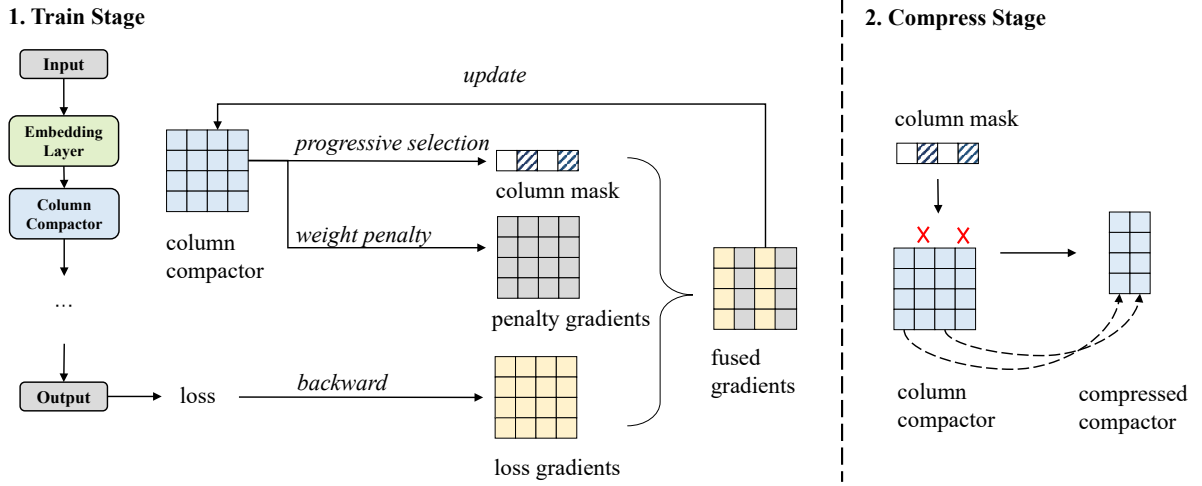 1. Train Stage
2. Compress Stage
Input
Embedding
Layer
Column
Compactor
...
Output
loss
update
column
compactor
progressive selection
column mask
weight penalty
penalty gradients
backward
loss gradients
fused
gradients
column mask
X X
column
compactor
compressed
compactor